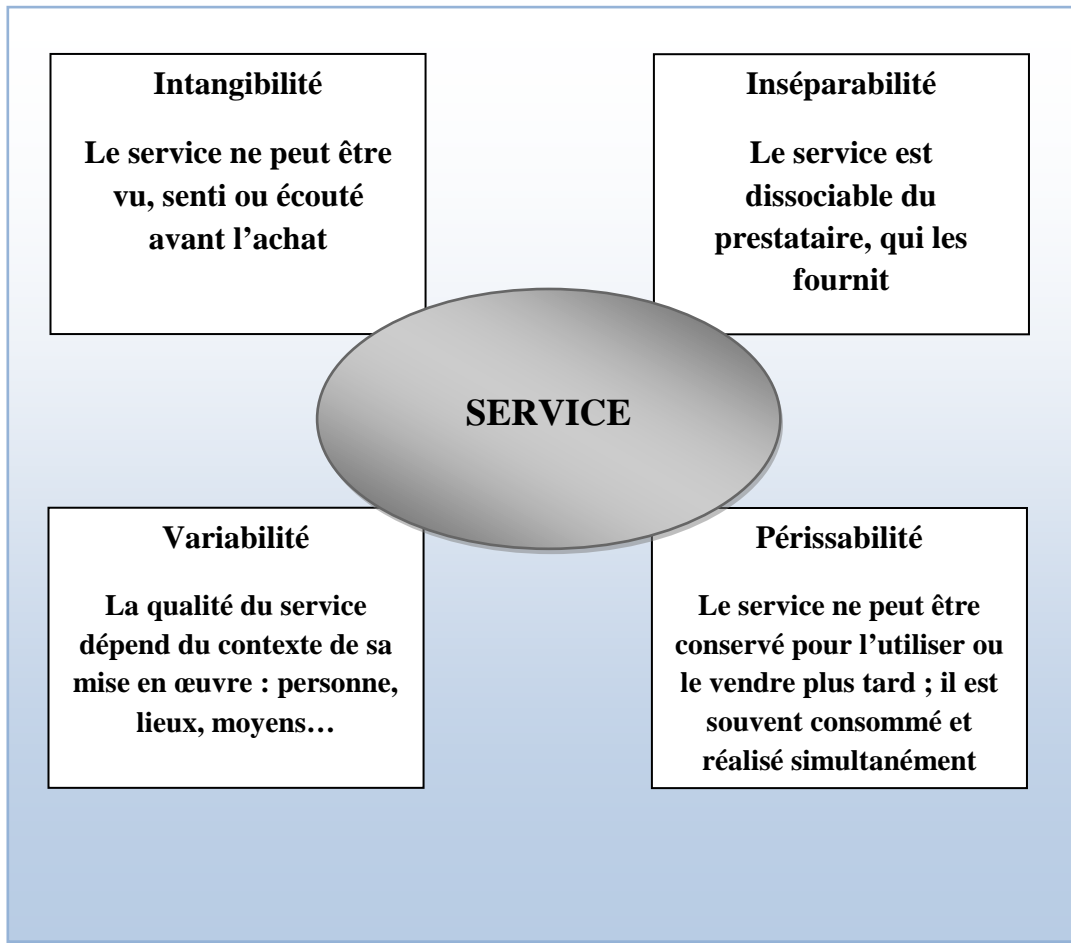 Intangibilité
Le service ne peut être
vu, senti ou écouté
avant l’achat
Inséparabilité
Le service est
dissociable du
prestataire, qui les
fournit
SERVICE
Variabilité
La qualité du service
dépend du contexte de sa
mise en œuvre : personne,
lieux, moyens…
Périssabilité
Le service ne peut être
conservé pour l’utiliser ou
le vendre plus tard ; il est
souvent consommé et
réalisé simultanément